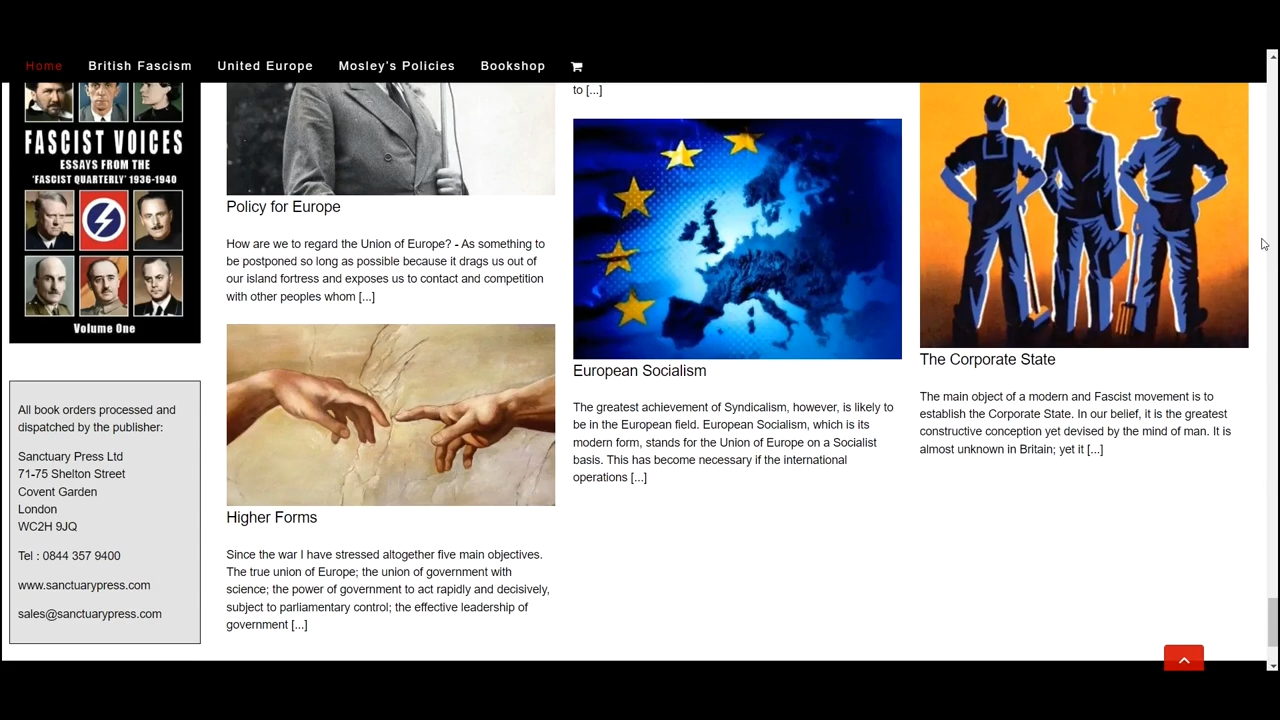 Home British Fascism United Europe Mosley's Policies Bookshop
FASCIST VOICES
ESSAYS FROM THE
'FASCIST QUARTERLY' 1936-1940
Volume One
All book orders processed and
dispatched by the publisher:
Sanctuary Press Ltd
71-75 Shelton Street
Covent Garden
London
WC2H 9JQ
Tel : 0844 357 9400
www.sanctuarypress.com
sales@sanctuarypress.com
Policy for Europe
How are we to regard the Union of Europe? - As something to
be postponed so long as possible because it drags us out of
our island fortress and exposes us to contact and competition
with other peoples whom [...]
Higher Forms
Since the war I have stressed altogether five main objectives.
The true union of Europe; the union of government with
science; the power of government to act rapidly and decisively,
subject to parliamentary control; the effective leadership of
government [...]
to [...]
European Socialism
The greatest achievement of Syndicalism, however, is likely to
be in the European field. European Socialism, which is its
modern form, stands for the Union of Europe on a Socialist
basis. This has become necessary if the international
operations [...]
The Corporate State
The main object of a modern and Fascist movement is to
establish the Corporate State. In our belief, it is the greatest
constructive conception yet devised by the mind of man. It is
almost unknown in Britain; yet it [...]